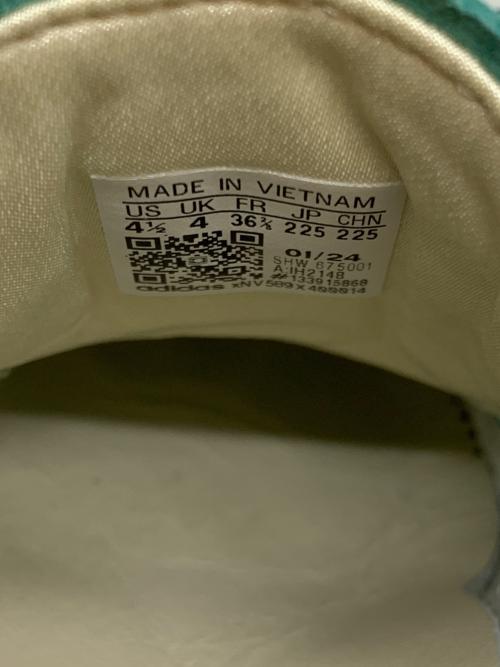 MADE IN VIETNAM
US UK FR JP CHN
4½ 4 36⅔ 225 225
01/24
SHW 675001
A:IH2148
#133915868
adidas xNV589X400014